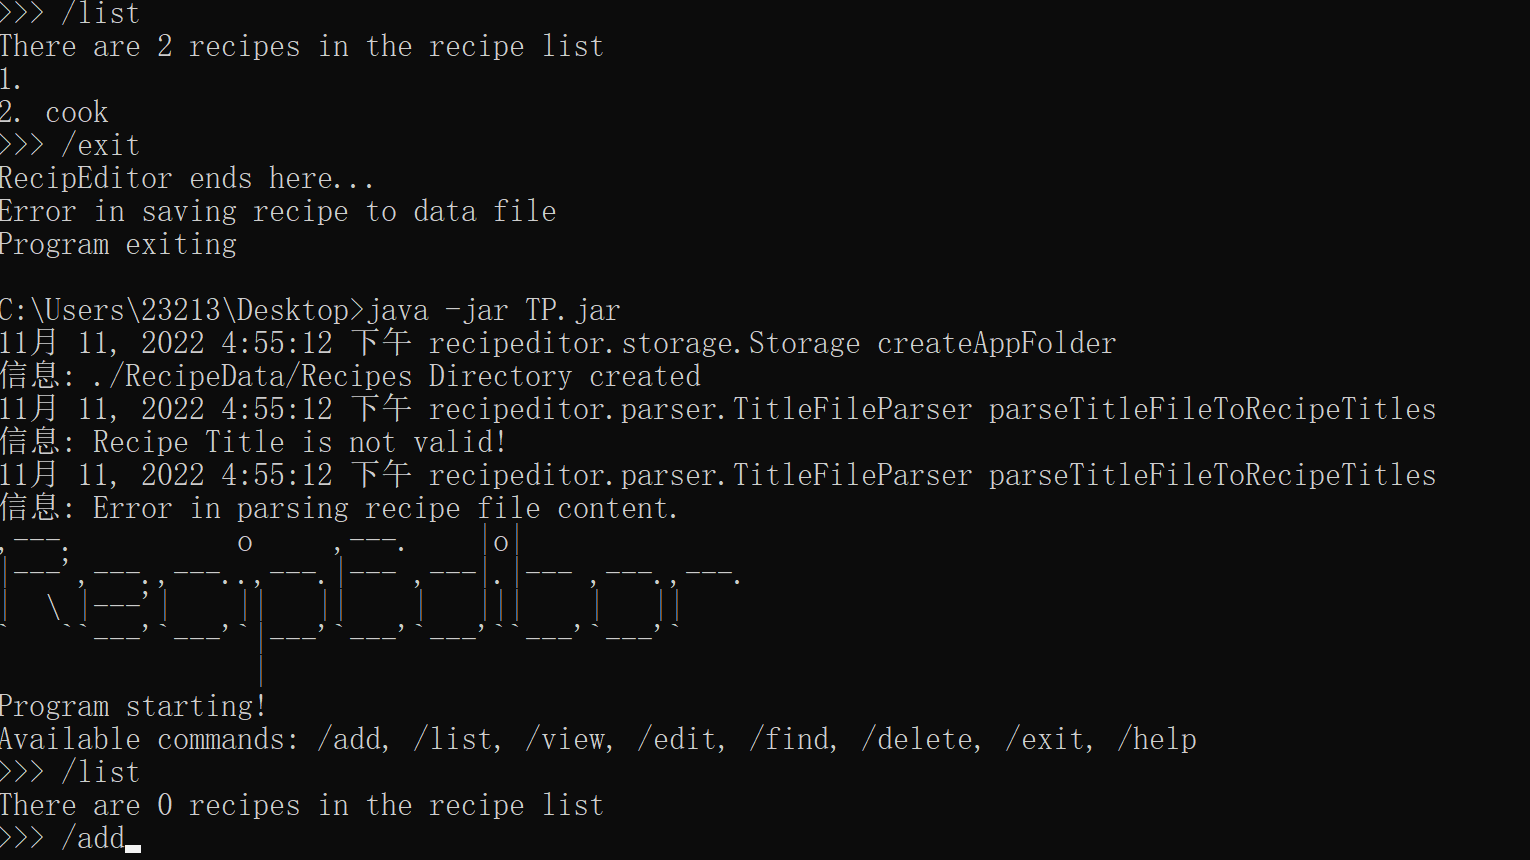 >>> /list
There are 2 recipes in the recipe list
1.
2. cook
>>> /exit
RecipEditor ends here...
Error in saving recipe to data file
Program exiting
C:\Users\23213\Desktop>java -jar TP.jar
11月 11, 2022 4:55:12 下午 recipeditor.storage.Storage createAppFolder
信息: ./RecipeData/Recipes Directory created
11月 11, 2022 4:55:12 下午 recipeditor.parser.TitleFileParser parseTitleFileToRecipeTitles
信息: Recipe Title is not valid!
11月 11, 2022 4:55:12 下午 recipeditor.parser.TitleFileParser parseTitleFileToRecipeTitles
信息: Error in parsing recipe file content.
RecipEditor
Program starting!
Available commands: /add, /list, /view, /edit, /find, /delete, /exit, /help
>>> /list
There are 0 recipes in the recipe list
>>> /add